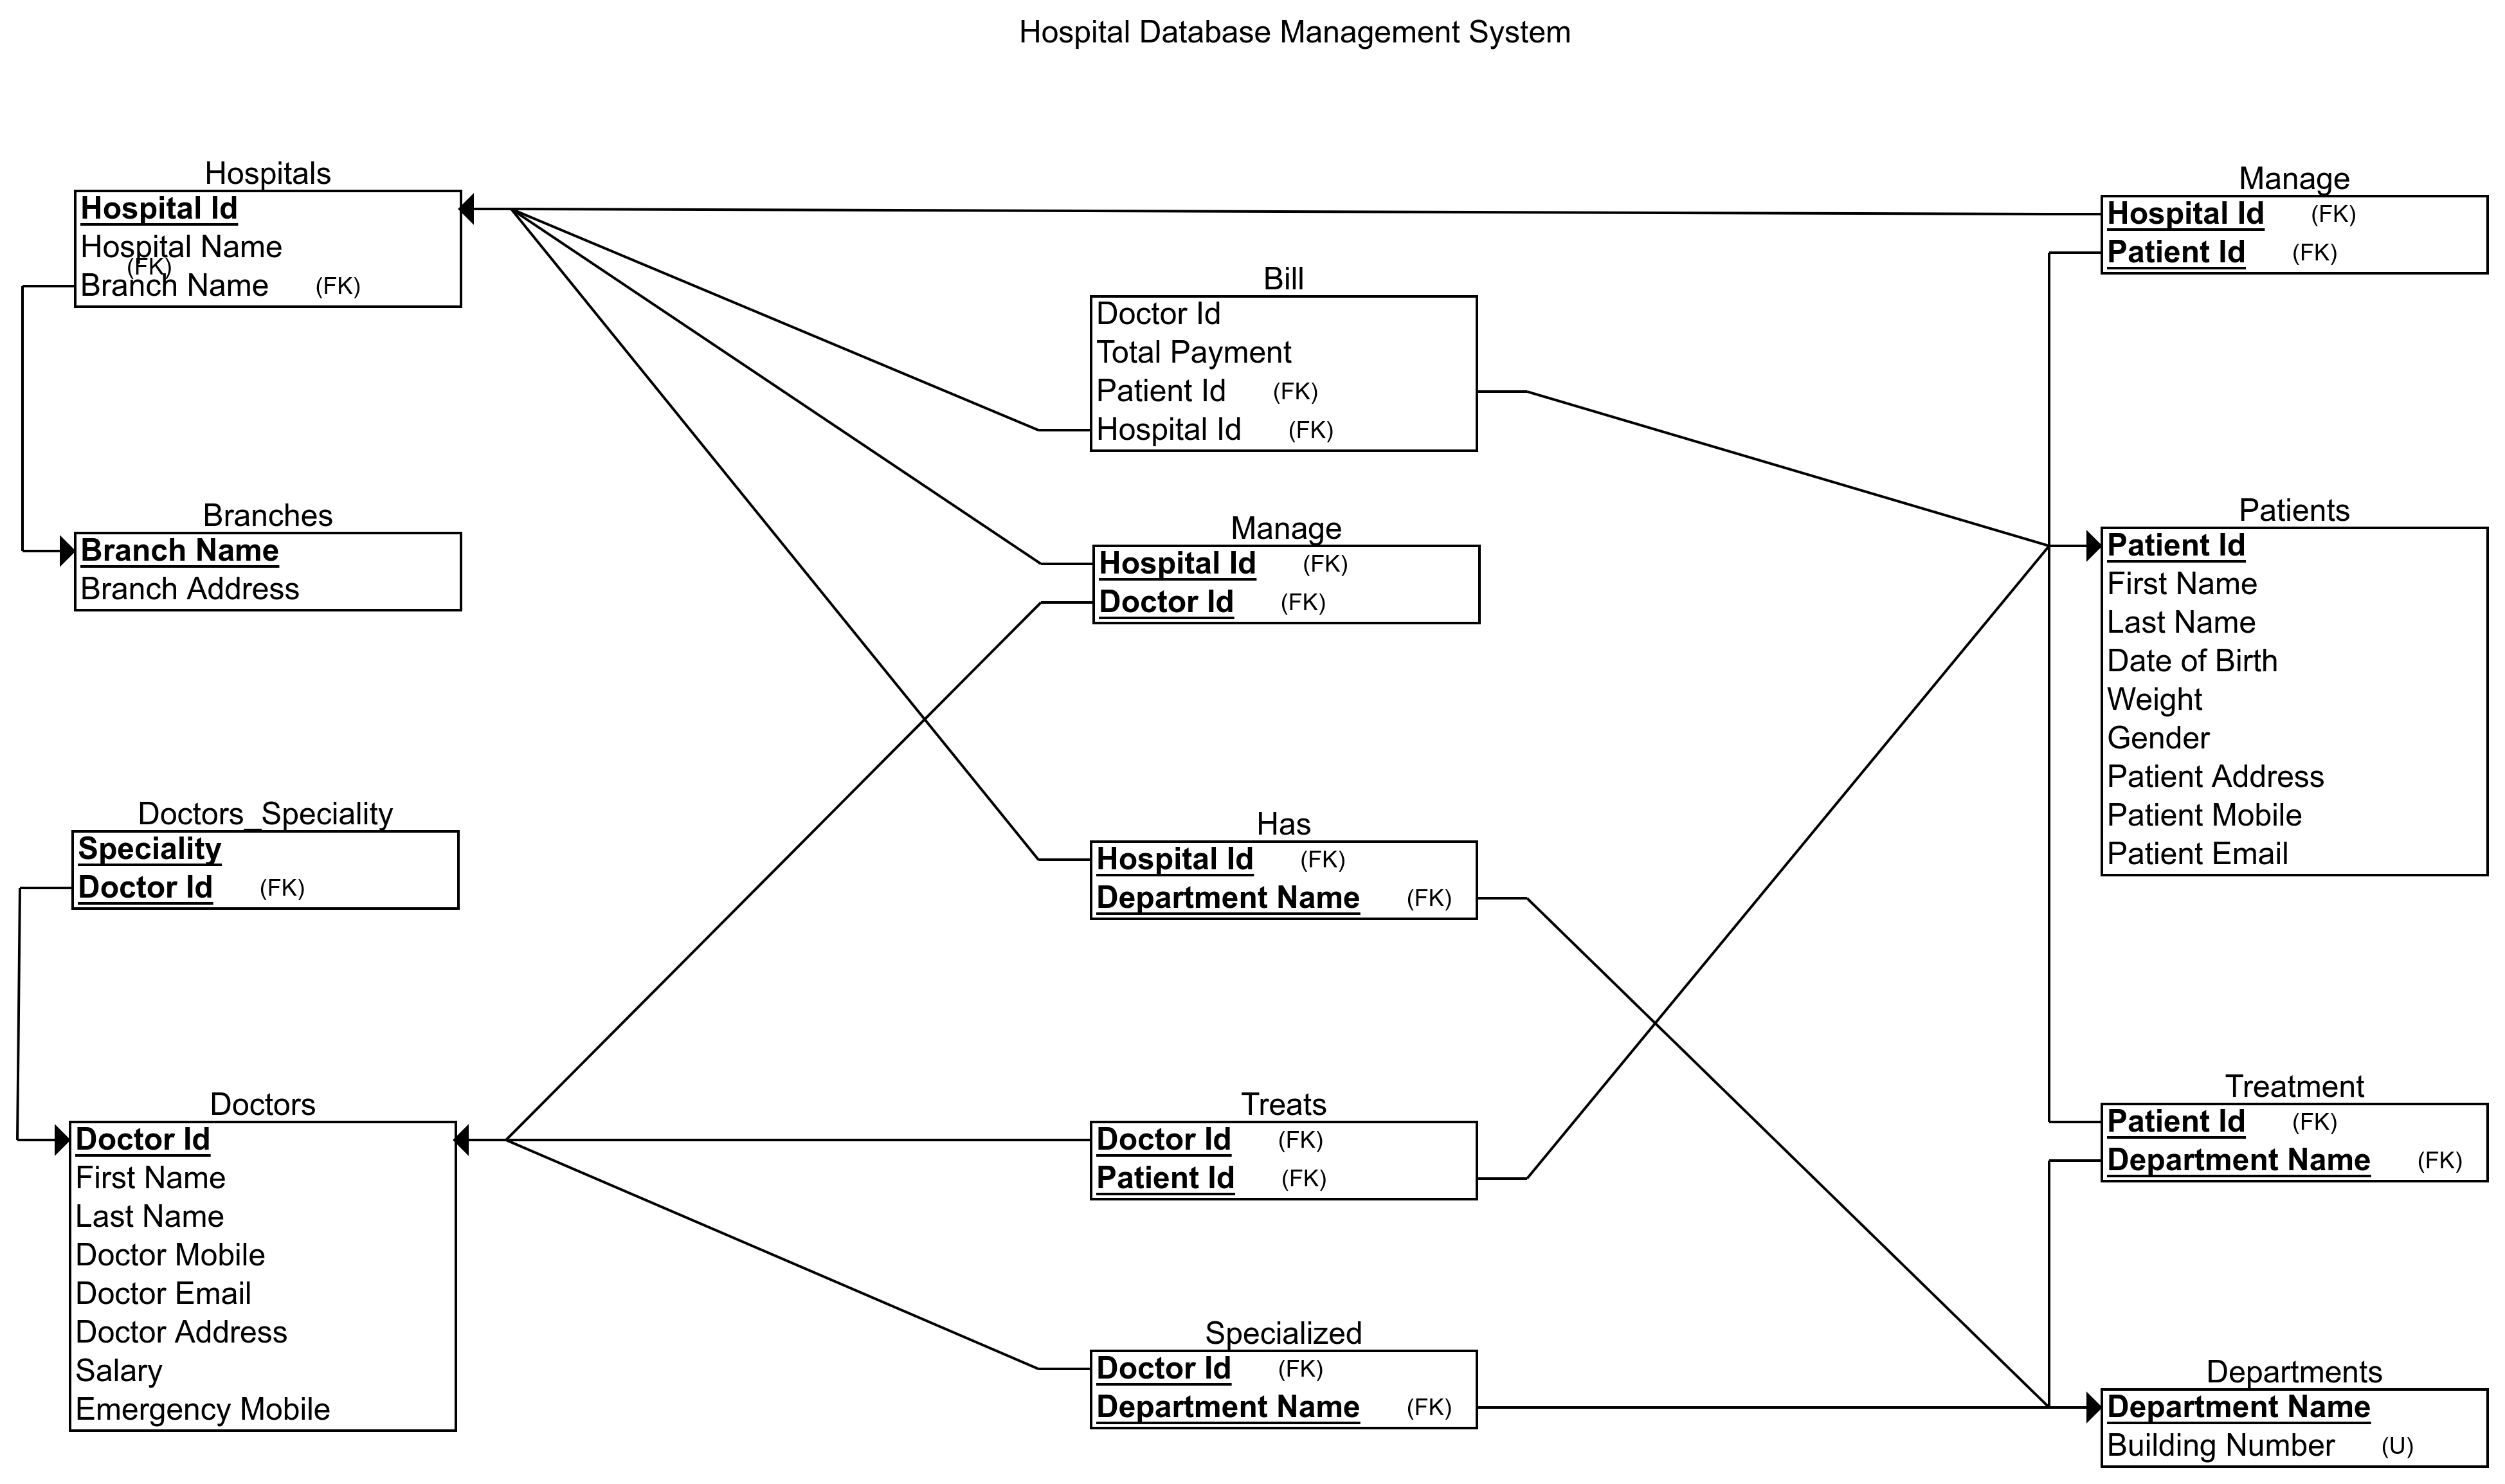 Hospital Database Management System
Hospitals
Hospital Id
Hospital Name
(FK)
Branch Name (FK)
Branches
Branch Name
Branch Address
Doctors_Speciality
Speciality
Doctor Id (FK)
Doctors
Doctor Id
First Name
Last Name
Doctor Mobile
Doctor Email
Doctor Address
Salary
Emergency Mobile
Bill
Doctor Id
Total Payment
Patient Id (FK)
Hospital Id (FK)
Manage
Hospital Id (FK)
Doctor Id (FK)
Has
Hospital Id (FK)
Department Name (FK)
Treats
Doctor Id (FK)
Patient Id (FK)
Specialized
Doctor Id (FK)
Department Name (FK)
Manage
Hospital Id (FK)
Patient Id (FK)
Patients
Patient Id
First Name
Last Name
Date of Birth
Weight
Gender
Patient Address
Patient Mobile
Patient Email
Treatment
Patient Id (FK)
Department Name (FK)
Departments
Department Name
Building Number (U)